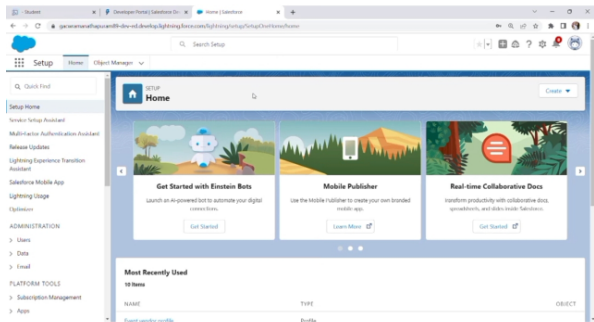 - Student
Developer Portal | Salesforce De
Home | Salesforce
Search Setup
Setup
Home
Object Manager
Quick Find
Setup Home
Service Setup Assistant
Multi-Factor Authentication Assistant
Release Updates
Lightning Experience Transition
Assistant
Salesforce Mobile App
Lightning Usage
Optimizer
ADMINISTRATION
Users
Data
Email
PLATFORM TOOLS
Subscription Management
Apps
SETUP
Home
Create
Get Started with Einstein Bots
Launch an AI-powered bot to automate your digital
connections.
Get Started
Mobile Publisher
Use the Mobile Publisher to create your own branded
mobile app.
Learn More
Real-time Collaborative Docs
Transform productivity with collaborative docs,
spreadsheets, and slides inside Salesforce.
Get Started
Most Recently Used
10 items
NAME
TYPE
OBJECT
Event vendor profile
Profile